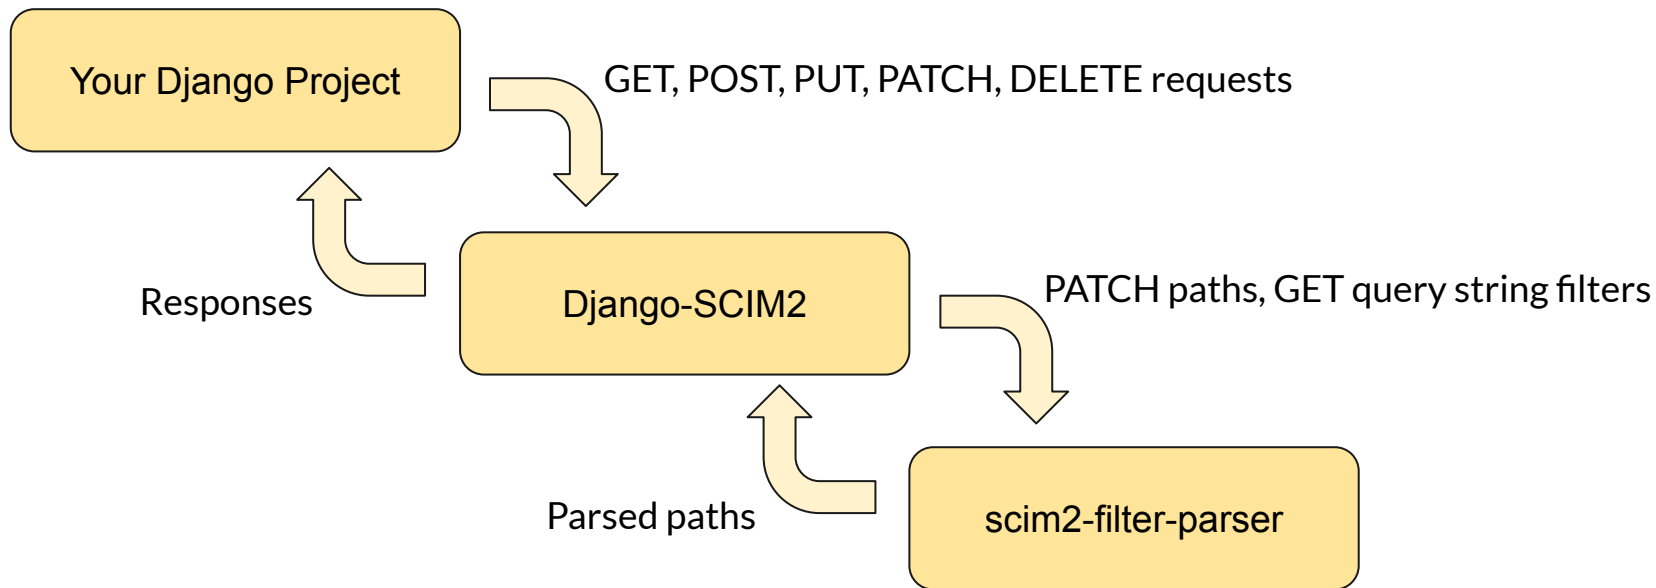 Your Django Project
GET, POST, PUT, PATCH, DELETE requests
Responses
Django-SCIM2
PATCH paths, GET query string filters
Parsed paths
scim2-filter-parser